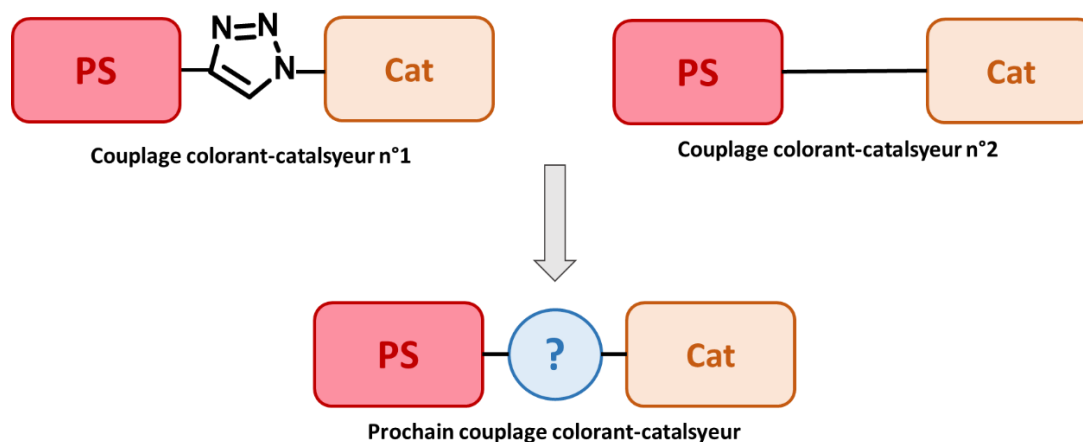 N
N
N
PS
Cat
PS
Cat
Couplage colorant-catalsyeur n°1
Couplage colorant-catalsyeur n°2
PS
?
Cat
Prochain couplage colorant-catalsyeur